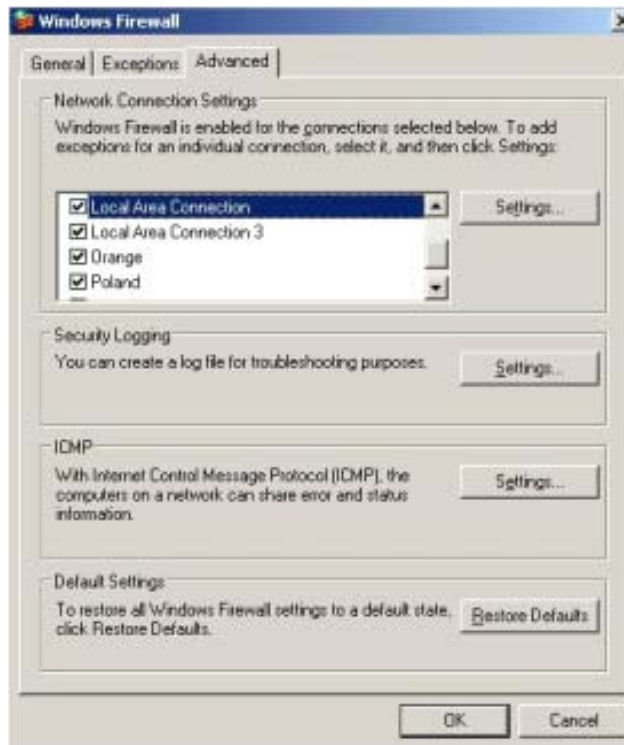 Windows Firewall
General
Exceptions
Advanced
Network Connection Settings
Windows Firewall is enabled for the connections selected below. To add
exceptions for an individual connection, select it, and then click Settings:
Local Area Connection
Settings...
Local Area Connection 3
Orange
Poland
Security Logging
You can create a log file for troubleshooting purposes.
Settings...
ICMP
With Internet Control Message Protocol (ICMP), the
computers on a network can share error and status
information.
Settings...
Default Settings
To restore all Windows Firewall settings to a default state,
click Restore Defaults.
Restore Defaults
OK
Cancel